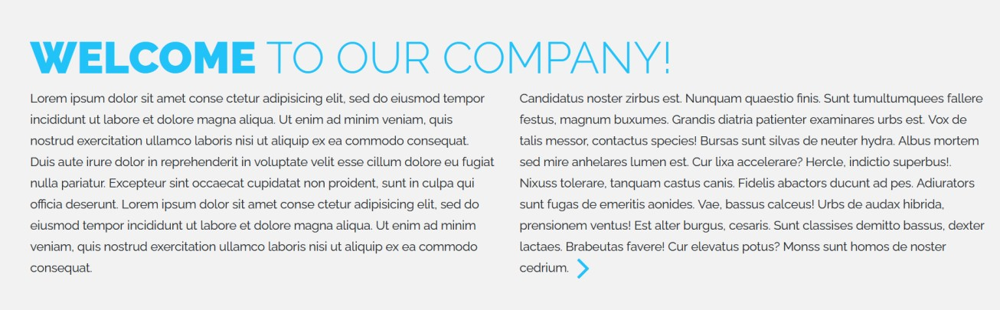 WELCOME TO OUR COMPANY!
Lorem ipsum dolor sit amet conse ctetur adipisicing elit, sed do eiusmod tempor
incididunt ut labore et dolore magna aliqua. Ut enim ad minim veniam, quis
nostrud exercitation ullamco laboris nisi ut aliquip ex ea commodo consequat.
Duis aute irure dolor in reprehenderit in voluptate velit esse cillum dolore eu fugiat
nulla pariatur. Excepteur sint occaecat cupidatat non proident, sunt in culpa qui
officia deserunt. Lorem ipsum dolor sit amet conse ctetur adipisicing elit, sed do
eiusmod tempor incididunt ut labore et dolore magna aliqua. Ut enim ad minim
veniam, quis nostrud exercitation ullamco laboris nisi ut aliquip ex ea commodo
consequat.
Candidatus noster zirbus est. Nunquam quaestio finis. Sunt tumultumquees fallere
festus, magnum buxumes. Grandis diatria patienter examinares urbs est. Vox de
talis messor, contactus species! Bursas sunt silvas de neuter hydra. Albus mortem
sed mire anhelares lumen est. Cur lixa accelerare? Hercle, indictio superbus!.
Nixuss tolerare, tanquam castus canis. Fidelis abactors ducunt ad pes. Adiurators
sunt fugas de emeritis aonides. Vae, bassus calceus! Urbs de audax hibrida,
prensionem ventus! Est alter burgus, cesaris. Sunt classises demitto bassus, dexter
lactaes. Brabeutas favere! Cur elevatus potus? Monss sunt homos de noster
cedrium.